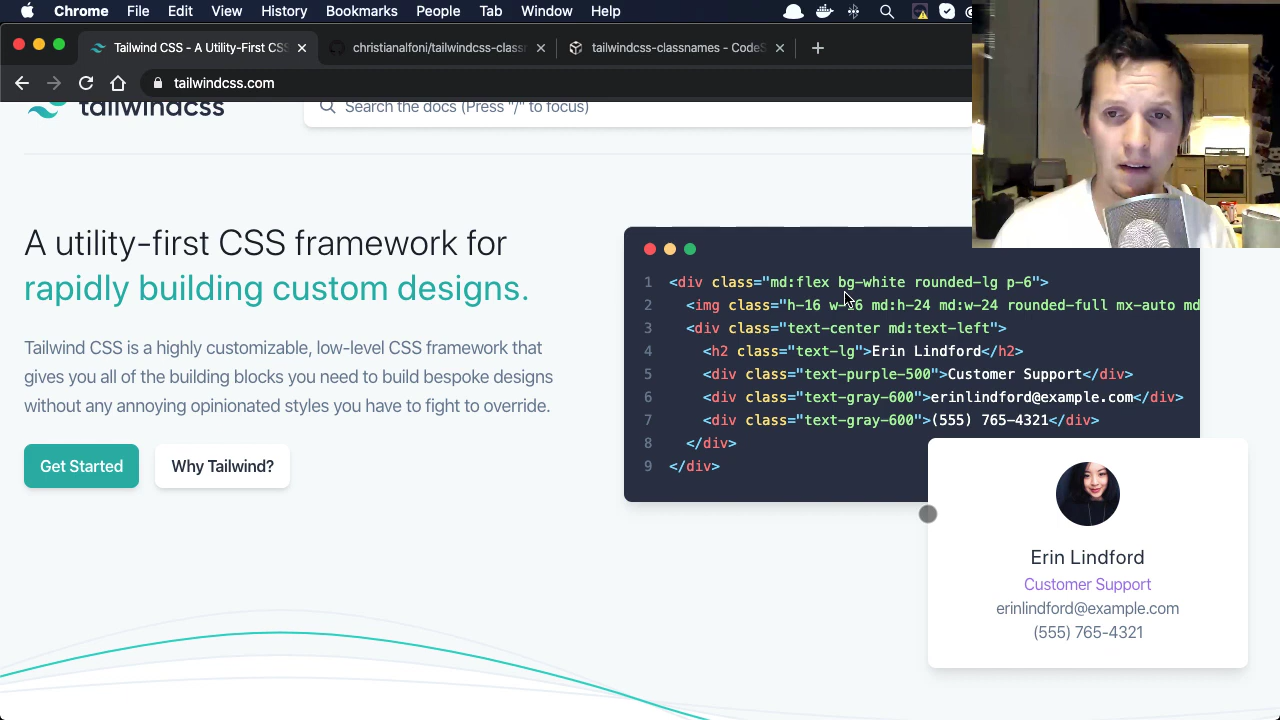 Chrome File Edit View History Bookmarks People Tab Window Help
Tailwind CSS - A Utility-First CS
christianalfoni/tailwindcss-class
tailwindcss-classnames - CodeS
tailwindcss.com
tailwindcss
Search the docs (Press "/" to focus)
A utility-first CSS framework for
rapidly building custom designs.
Tailwind CSS is a highly customizable, low-level CSS framework that
gives you all of the building blocks you need to build bespoke designs
without any annoying opinionated styles you have to fight to override.
Get Started
Why Tailwind?
1 <div class="md:flex bg-white rounded-lg p-6">
2 <img class="h-16 w-16 md:h-24 md:w-24 rounded-full mx-auto md
3 <div class="text-center md:text-left">
4 <h2 class="text-lg">Erin Lindford</h2>
5 <div class="text-purple-500">Customer Support</div>
6 <div class="text-gray-600">erinlindford@example.com</div>
7 <div class="text-gray-600">(555) 765-4321</div>
8 </div>
9 </div>
Erin Lindford
Customer Support
erinlindford@example.com
(555) 765-4321